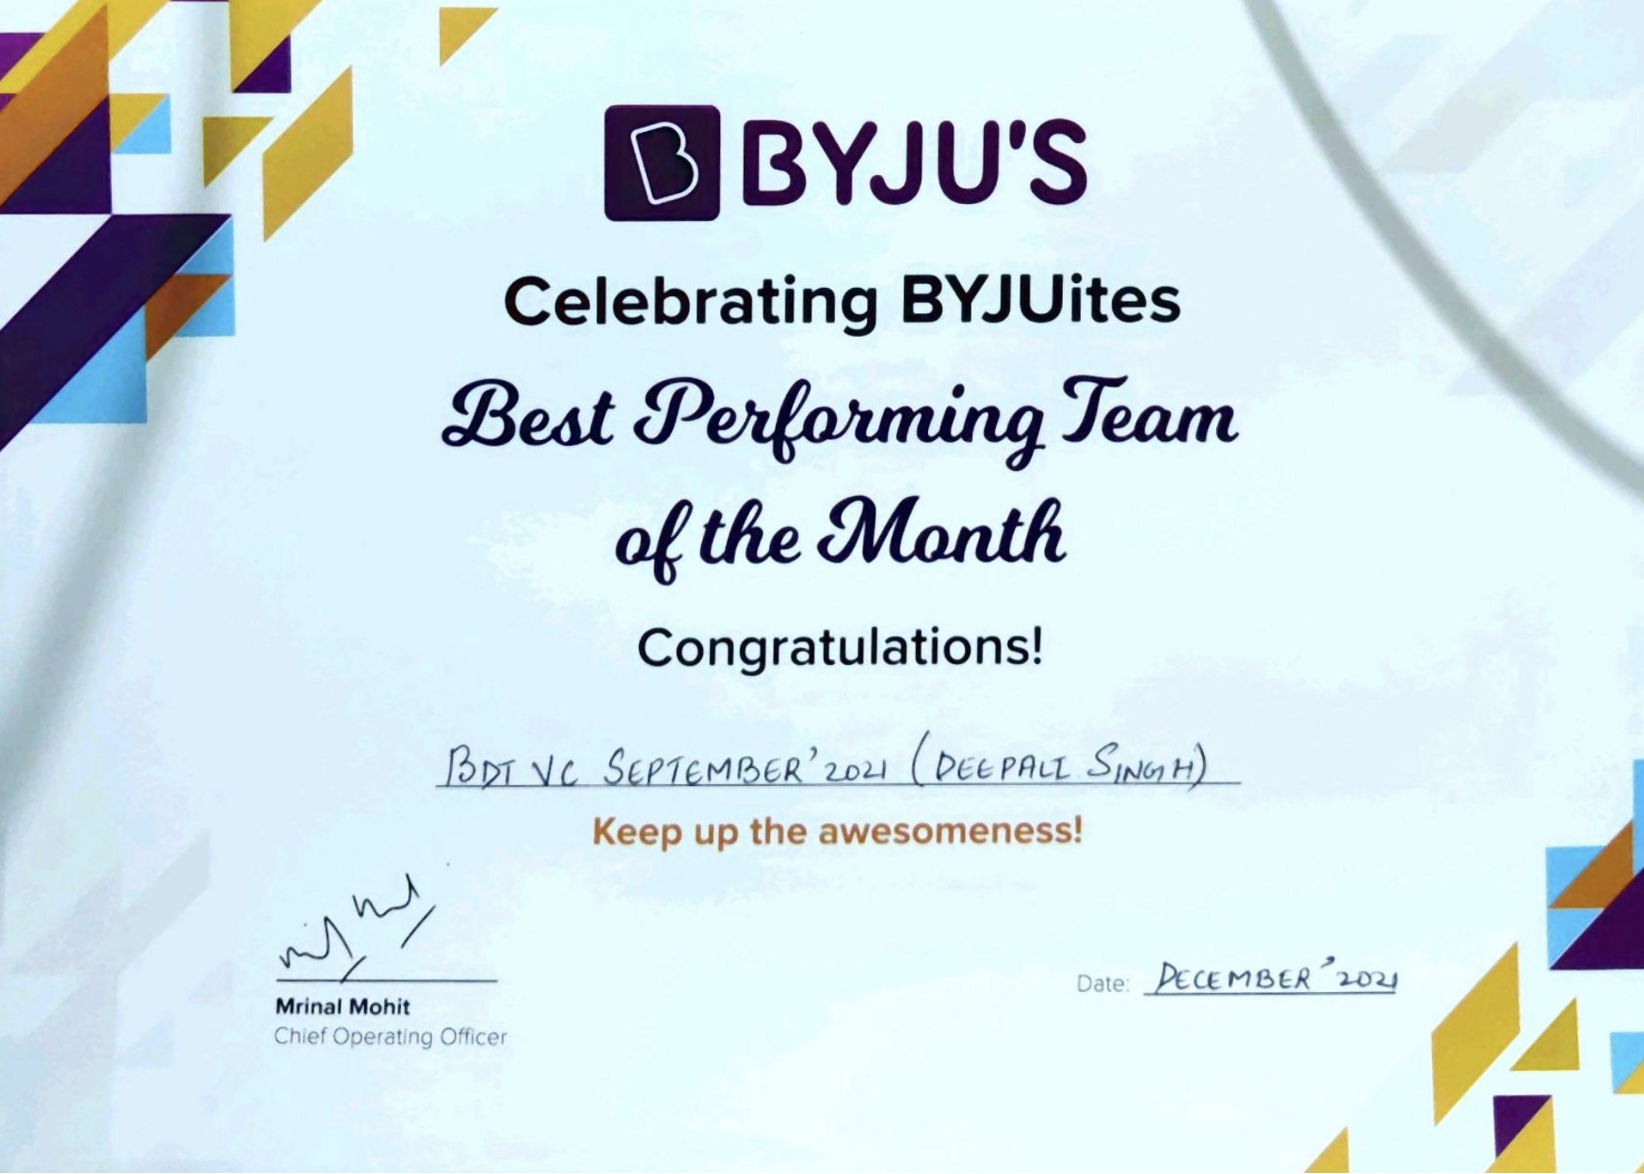 B BYJU'S
Celebrating BYJUites
Best Performing Team
of the Month
Congratulations!
BDT VC SEPTEMBER'2021 (DEEPALI SINGH)
Keep up the awesomeness!
Mrinal Mohit
Chief Operating Officer
Date: DECEMBER'2021